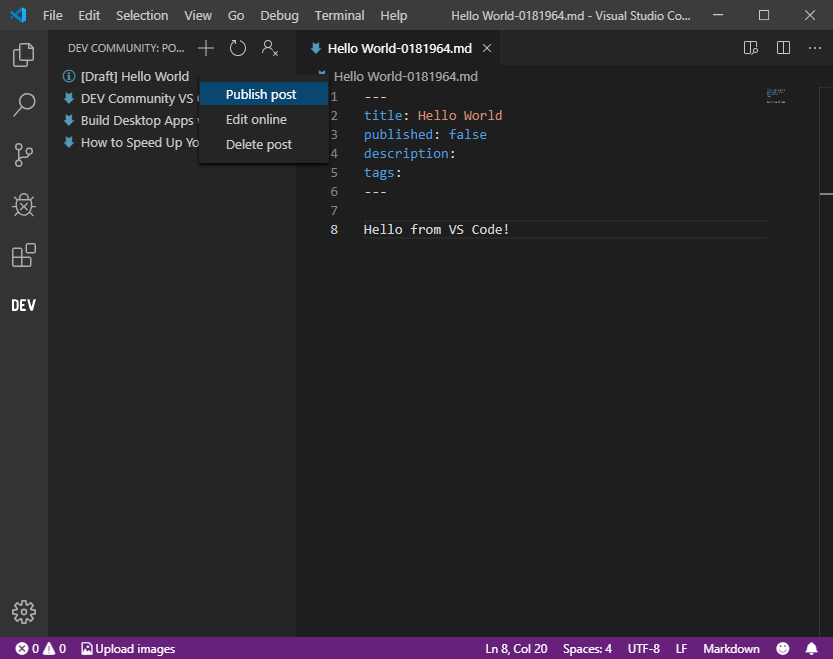 File Edit Selection View Go Debug Terminal Help Hello World-0181964.md - Visual Studio Co...
DEV COMMUNITY: PO...
[Draft] Hello World
DEV Community VS
Build Desktop Apps
How to Speed Up Yo
DEV
Publish post
Edit online
Delete post
Hello World-0181964.md
Hello World-0181964.md
1 ---
2 title: Hello World
3 published: false
4 description:
5 tags:
6 ---
7
8 Hello from VS Code!
0 0 Upload images Ln 8, Col 20 Spaces: 4 UTF-8 LF Markdown